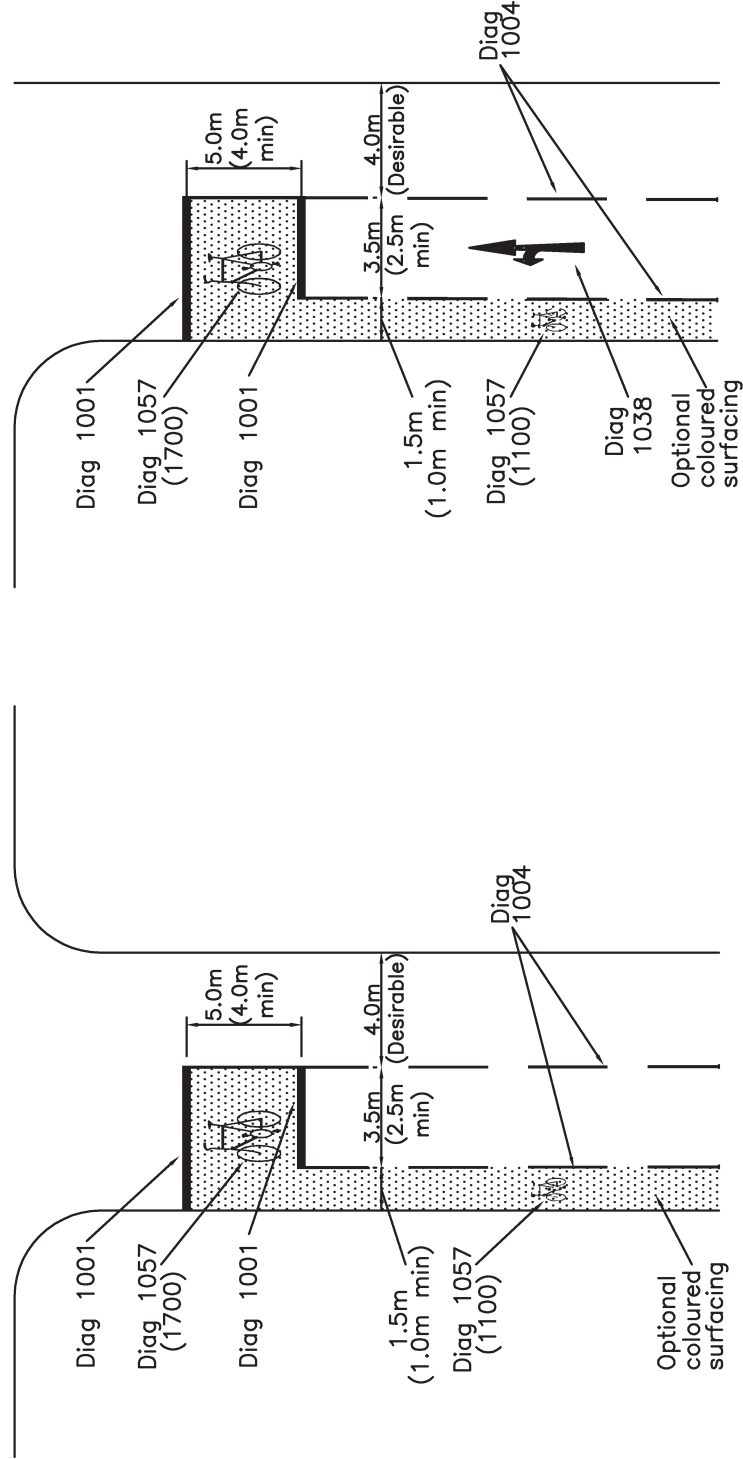 Diag 1001
Diag 1057
(1700)
Diag 1001
5.0m
(4.0m
min)
4.0m
(Desirable)
3.5m
(2.5m
min)
1.5m
(1.0m min)
Diag 1057
(1100)
Diag
1004
Diag
1038
Optional
coloured
surfacing
Diag 1001
Diag 1057
(1700)
Diag 1001
5.0m
(4.0m
min)
4.0m
(Desirable)
3.5m
(2.5m
min)
1.5m
(1.0m min)
Diag 1057
(1100)
Diag
1004
Optional
coloured
surfacing